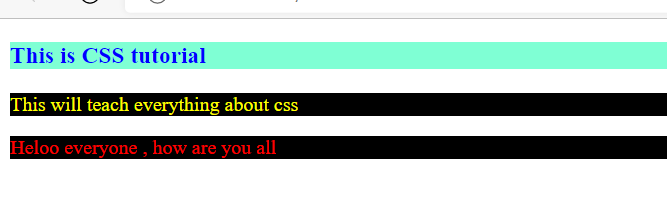 This is CSS tutorial
This will teach everything about css
Heloo everyone , how are you all